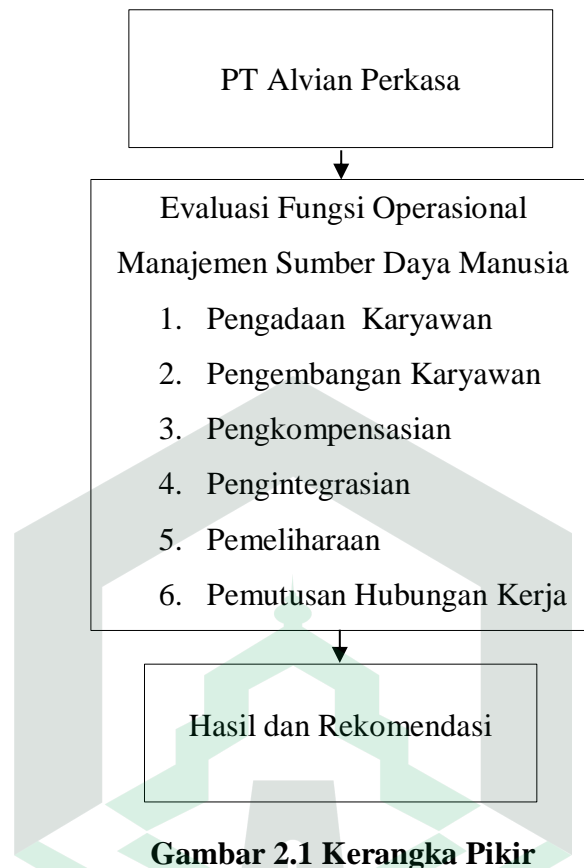 PT Alvian Perkasa
Evaluasi Fungsi Operasional
Manajemen Sumber Daya Manusia
1. Pengadaan Karyawan
2. Pengembangan Karyawan
3. Pengkompensasian
4. Pengintegrasian
5. Pemeliharaan
6. Pemutusan Hubungan Kerja
Hasil dan Rekomendasi
Gambar 2.1 Kerangka Pikir